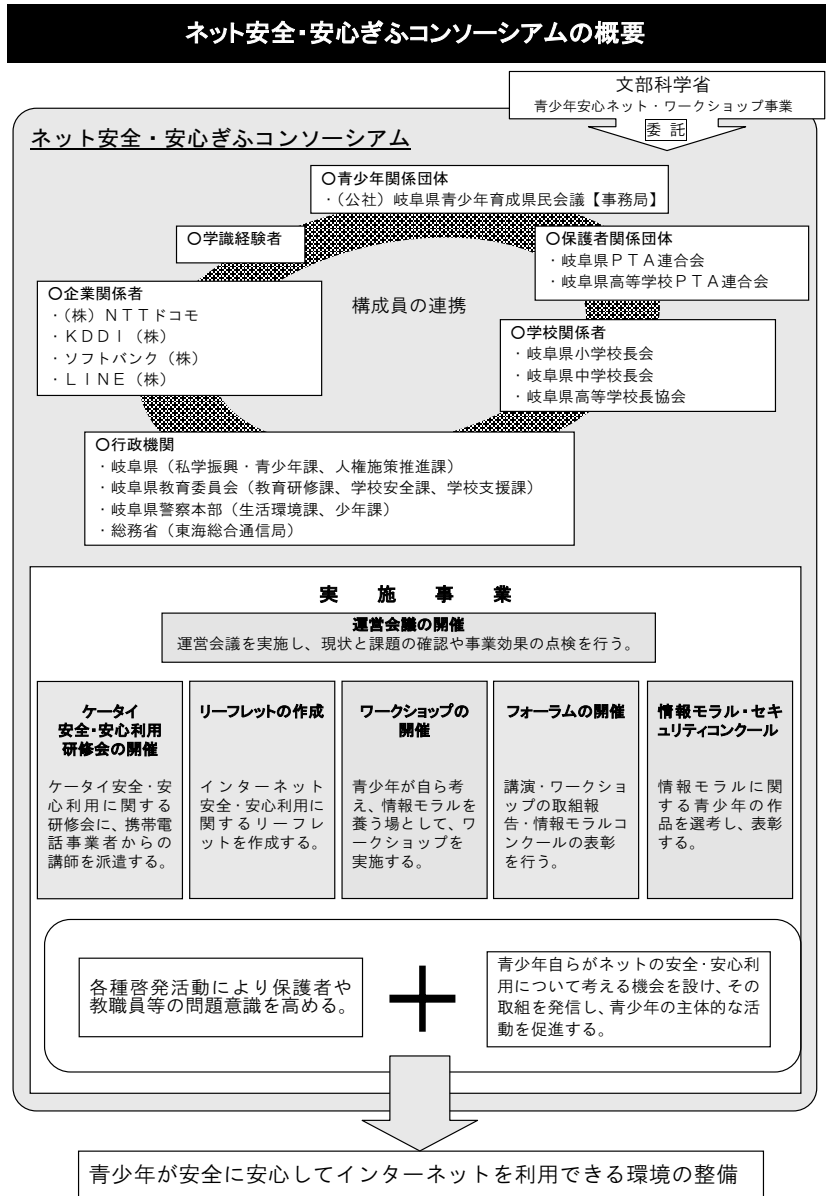 ネット安全・安心ぎふコンソーシアムの概要
文部科学省
青少年安心ネット・ワークショップ事業
委 託
ネット安全・安心ぎふコンソーシアム
○青少年関係団体
・(公社)岐阜県青少年育成県民会議【事務局】
○学識経験者
○保護者関係団体
・岐阜県PTA連合会
・岐阜県高等学校PTA連合会
○企業関係者
・(株)NTTドコモ
・KDDI(株)
・ソフトバンク(株)
・LINE(株)
構成員の連携
○学校関係者
・岐阜県小学校長会
・岐阜県中学校長会
・岐阜県高等学校長協会
○行政機関
・岐阜県(私学振興・青少年課、人権施策推進課)
・岐阜県教育委員会(教育研修課、学校安全課、学校支援課)
・岐阜県警察本部(生活環境課、少年課)
・総務省(東海総合通信局)
実 施 事 業
運営会議の開催
運営会議を実施し、現状と課題の確認や事業効果の点検を行う。
ケータイ
安全・安心利用
研修会の開催
ケータイ安全・安
心利用に関する
研修会に、携帯電
話事業者からの
講師を派遣する。
リーフレットの作成
インターネット
安全・安心利用に
関するリーフレ
ットを作成する。
ワークショップの
開催
青少年が自ら考
え、情報モラルを
養う場として、ワ
ークショップを
実施する。
フォーラムの開催
講演・ワークショ
ップの取組報
告・情報モラルコ
ンクールの表彰
を行う。
情報モラル・セキ
ュリティコンクール
情報モラルに関
する青少年の作
品を選考し、表彰
する。
各種啓発活動により保護者や
教職員等の問題意識を高める。
青少年自らがネットの安全・安心利
用について考える機会を設け、その
取組を発信し、青少年の主体的な活
動を促進する。
青少年が安全に安心してインターネットを利用できる環境の整備